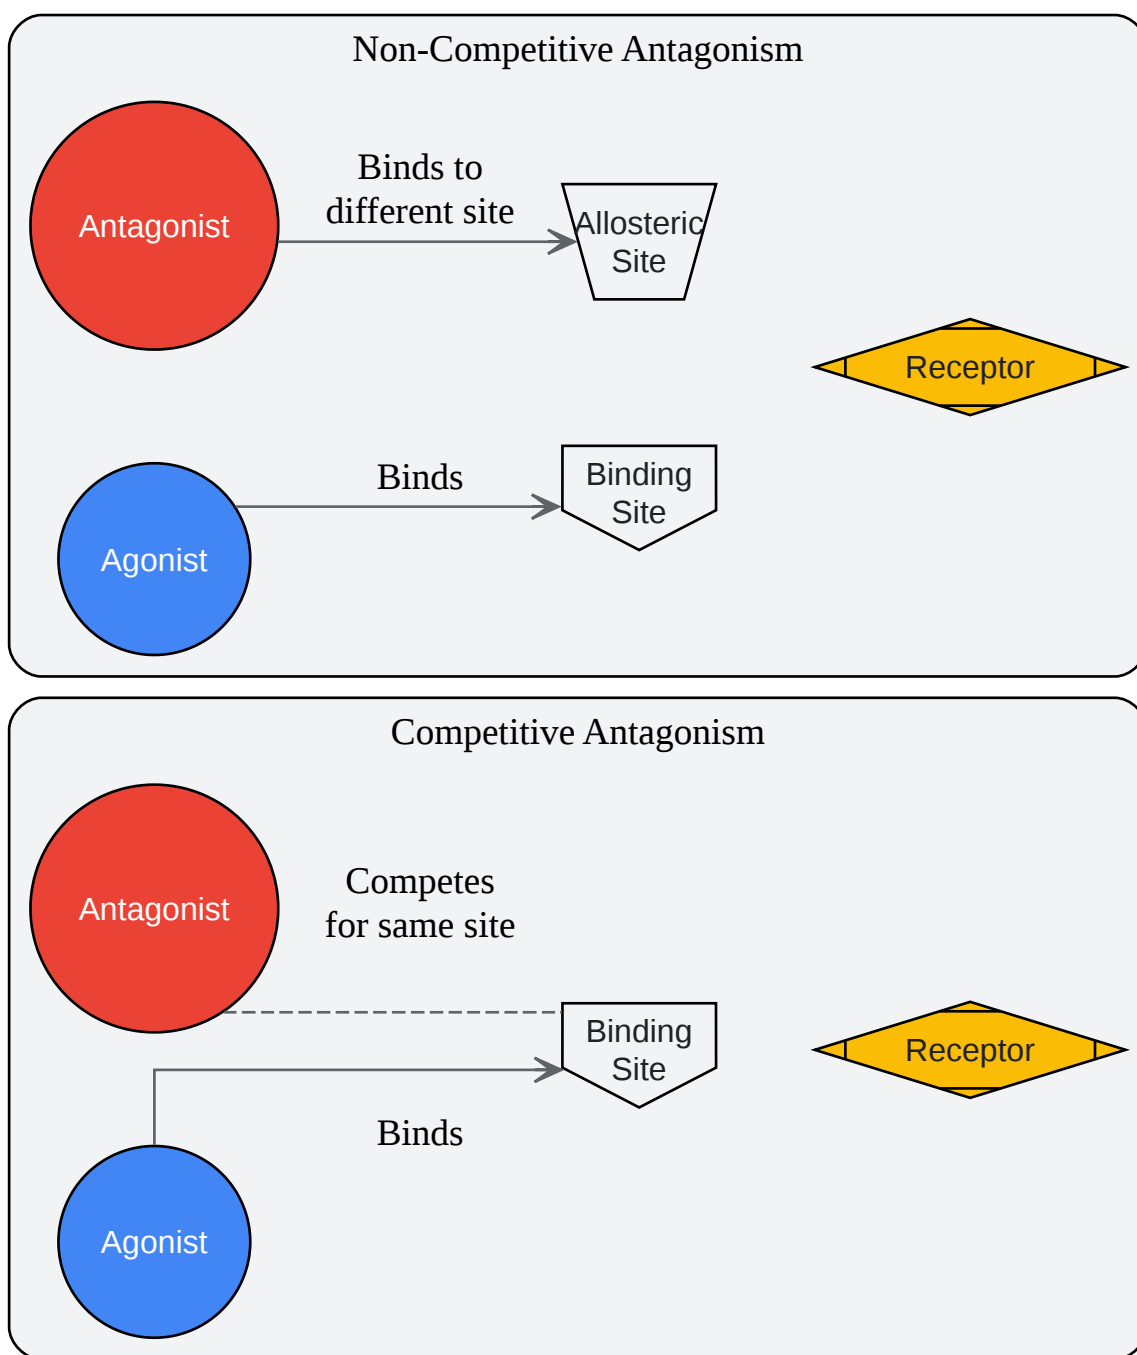 Non-Competitive Antagonism
Binds to
different site
Antagonist
Allosteric
Site
Receptor
Binds
Binding
Site
Agonist
Competitive Antagonism
Competes
for same site
Antagonist
Binding
Site
Receptor
Binds
Agonist